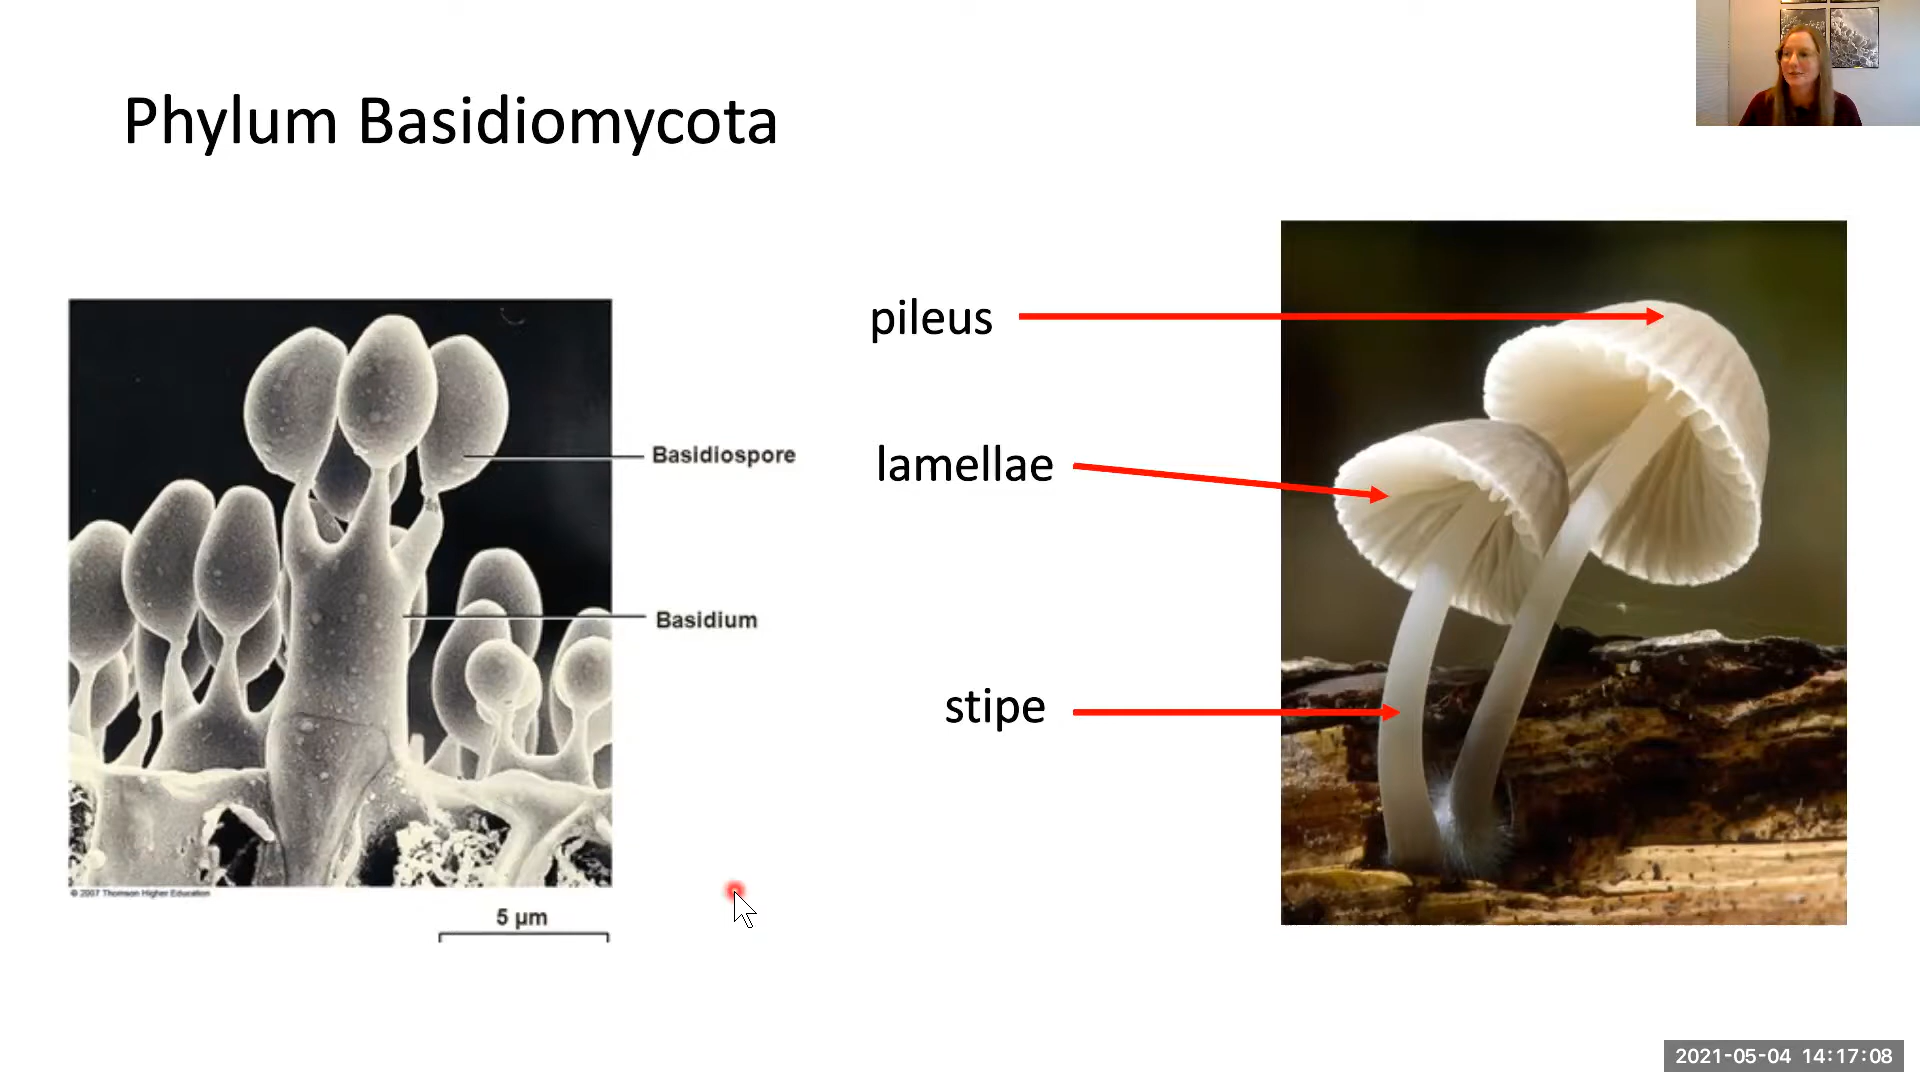 Phylum Basidiomycota
pileus
Basidiospore
lamellae
Basidium
stipe
© 2007 Thomson Higher Education
5 µm
2021-05-04 14:17:08